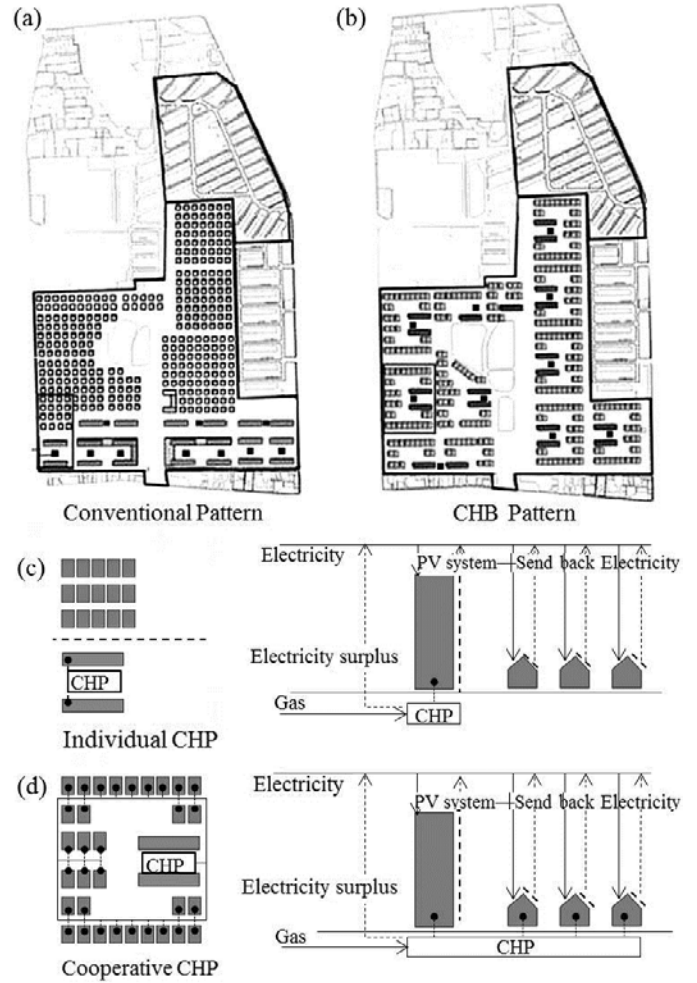 (a)
(b)
Conventional Pattern
CHB Pattern
(c)
CHP
Individual CHP
Electricity
PV system
Send back Electricity
Electricity surplus
Gas
CHP
(d)
CHP
Cooperative CHP
Electricity
PV system
Send back Electricity
Electricity surplus
Gas
CHP